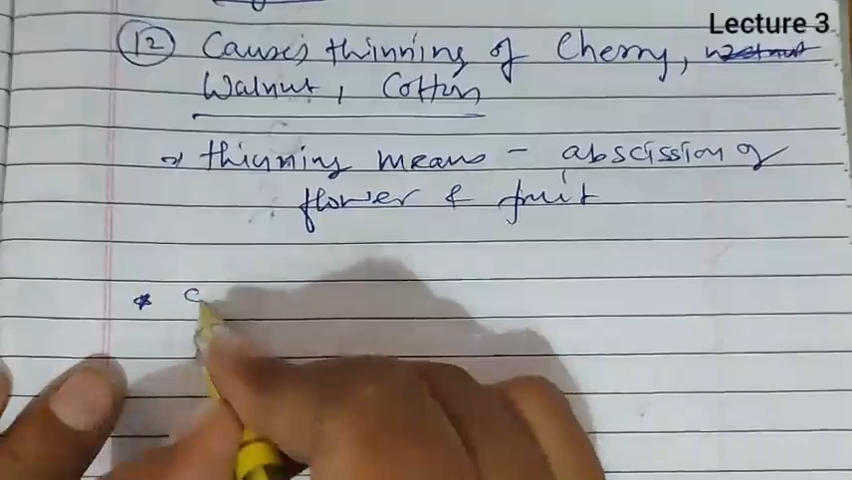 Lecture 3
(12) Causes thinning of Cherry,
Walnut, Cotton
→ thinning means - abscission of
flower & fruit
* C